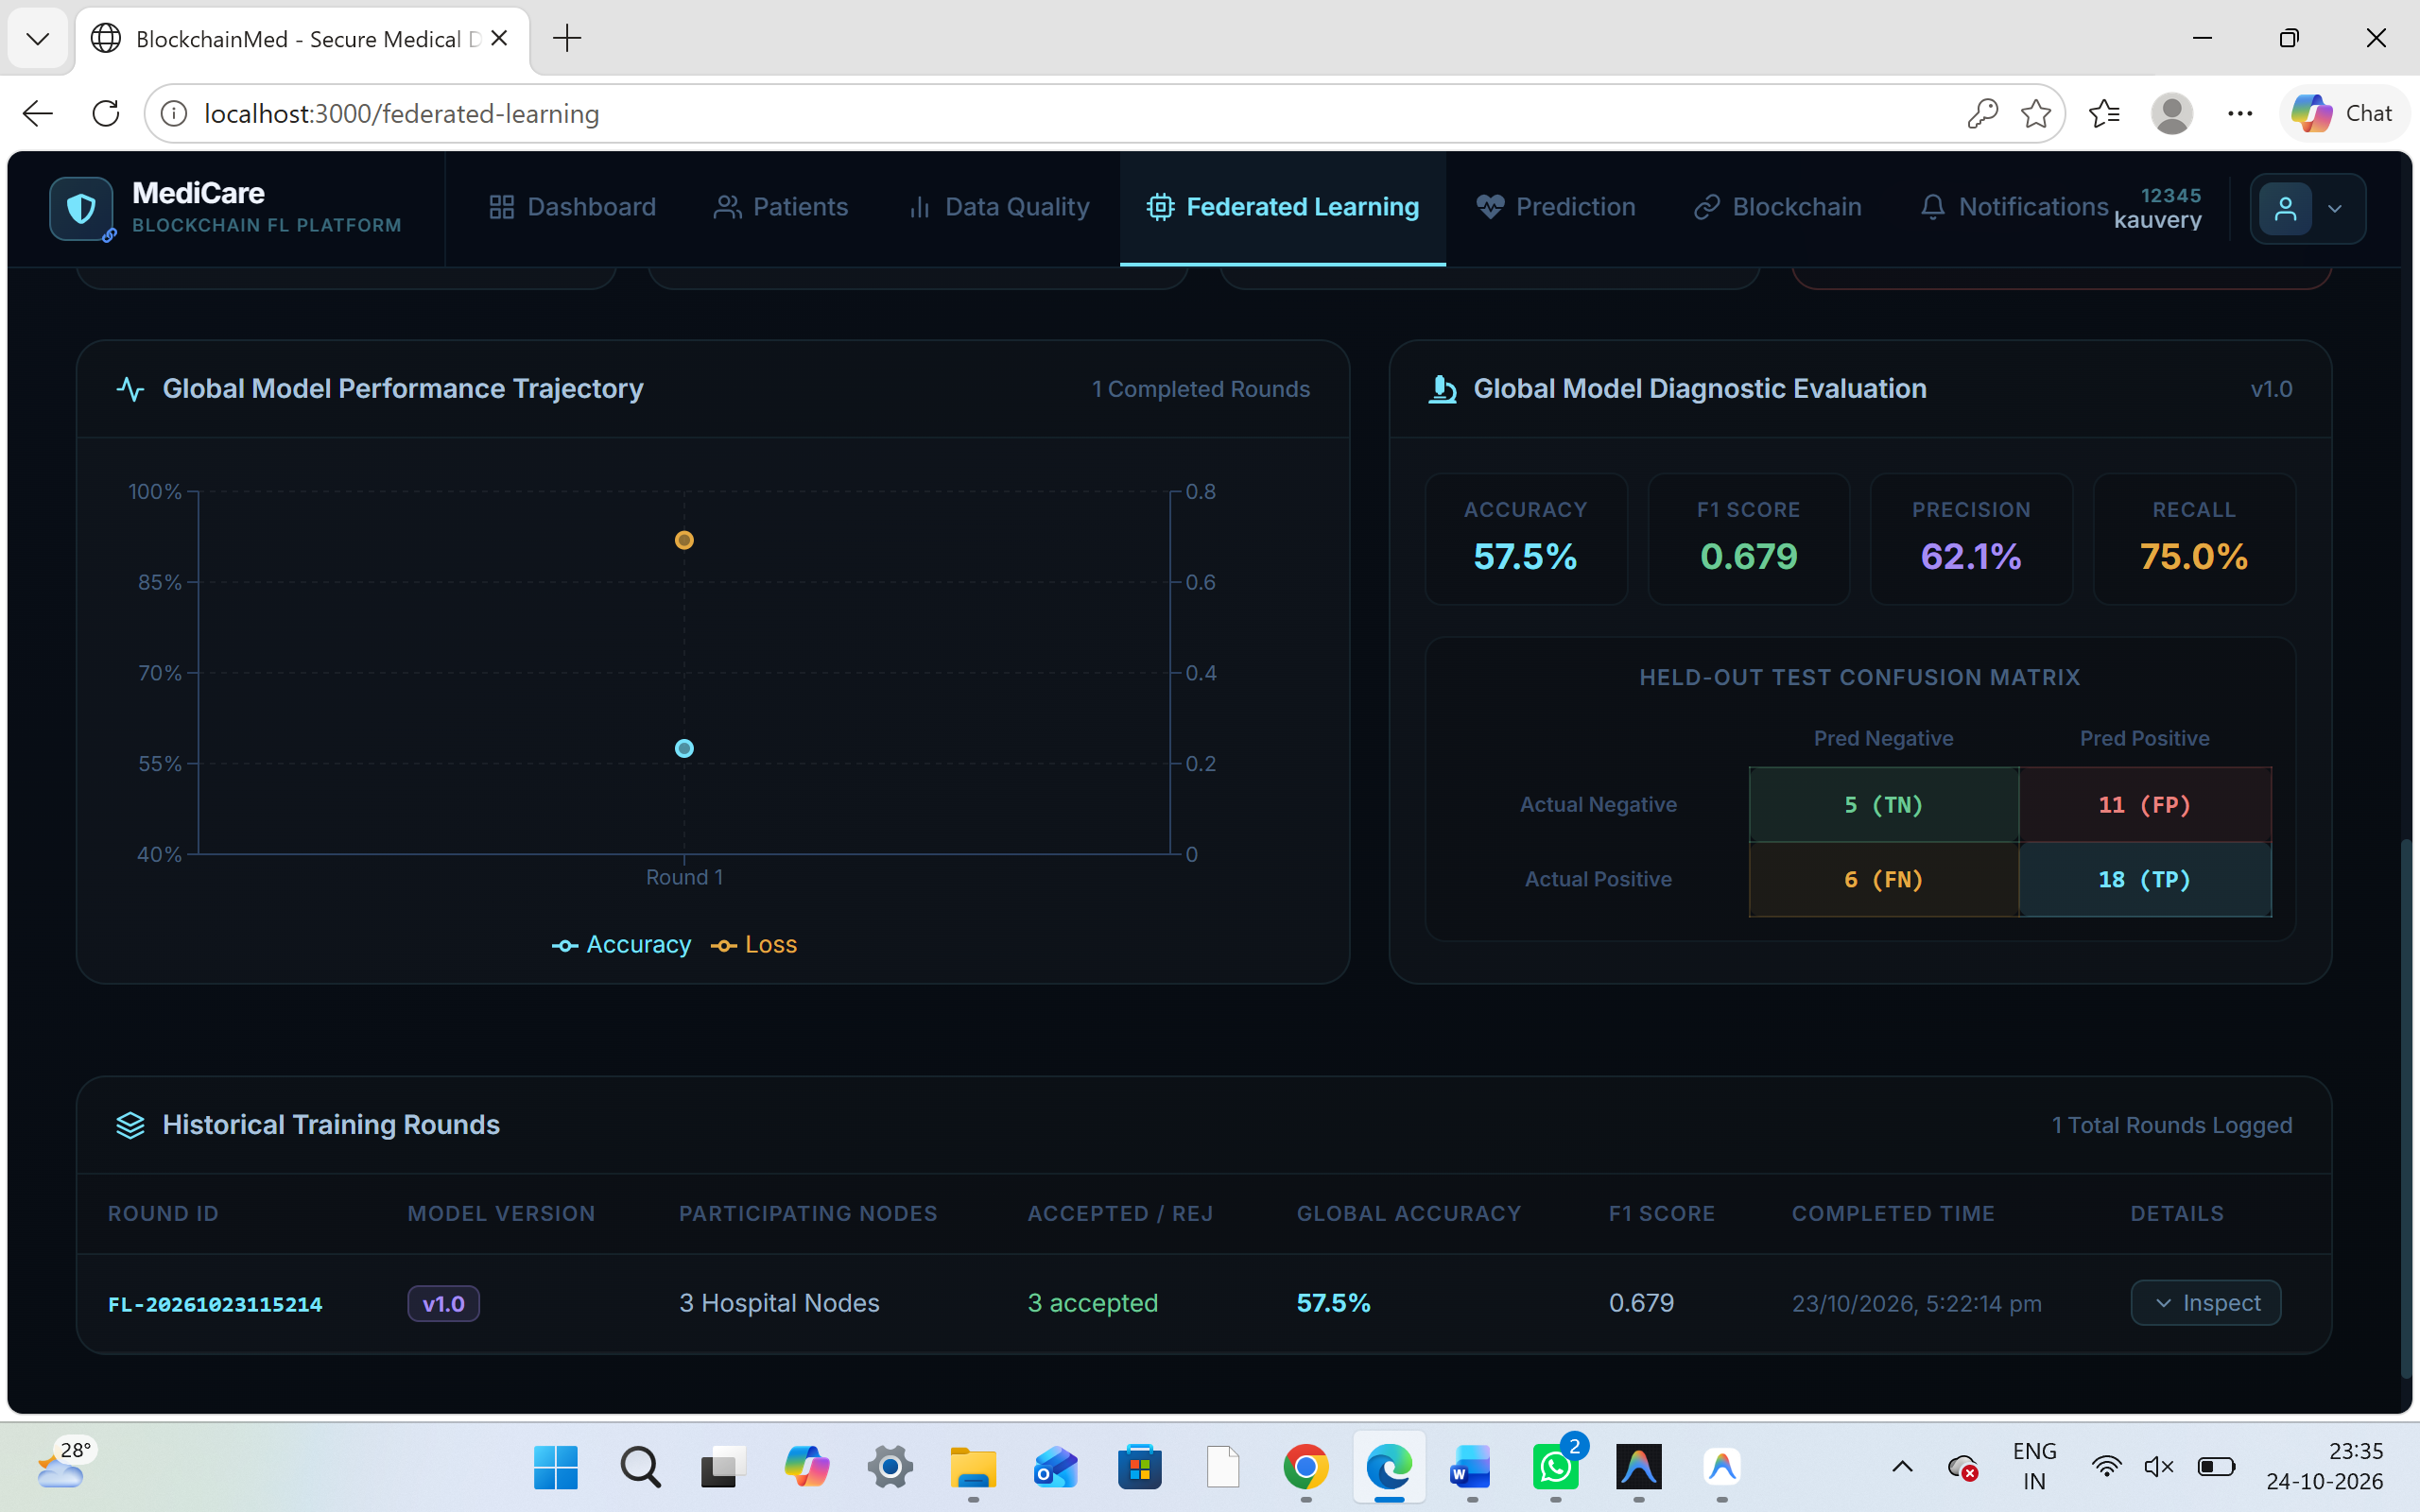 BlockchainMed - Secure Medical D
localhost:3000/federated-learning
Chat
MediCare
BLOCKCHAIN FL PLATFORM
Dashboard
Patients
Data Quality
Federated Learning
Prediction
Blockchain
Notifications
12345
kauvery
Global Model Performance Trajectory
1 Completed Rounds
100%
85%
70%
55%
40%
0.8
0.6
0.4
0.2
0
Round 1
Accuracy
Loss
Global Model Diagnostic Evaluation
v1.0
ACCURACY
57.5%
F1 SCORE
0.679
PRECISION
62.1%
RECALL
75.0%
HELD-OUT TEST CONFUSION MATRIX
Pred Negative Pred Positive
Actual Negative 5 (TN) 11 (FP)
Actual Positive 6 (FN) 18 (TP)
Historical Training Rounds
1 Total Rounds Logged
ROUND ID MODEL VERSION PARTICIPATING NODES ACCEPTED / REJ GLOBAL ACCURACY F1 SCORE COMPLETED TIME DETAILS
FL-20261023115214 v1.0 3 Hospital Nodes 3 accepted 57.5% 0.679 23/10/2026, 5:22:14 pm Inspect
28°
2
ENG
IN
23:35
24-10-2026